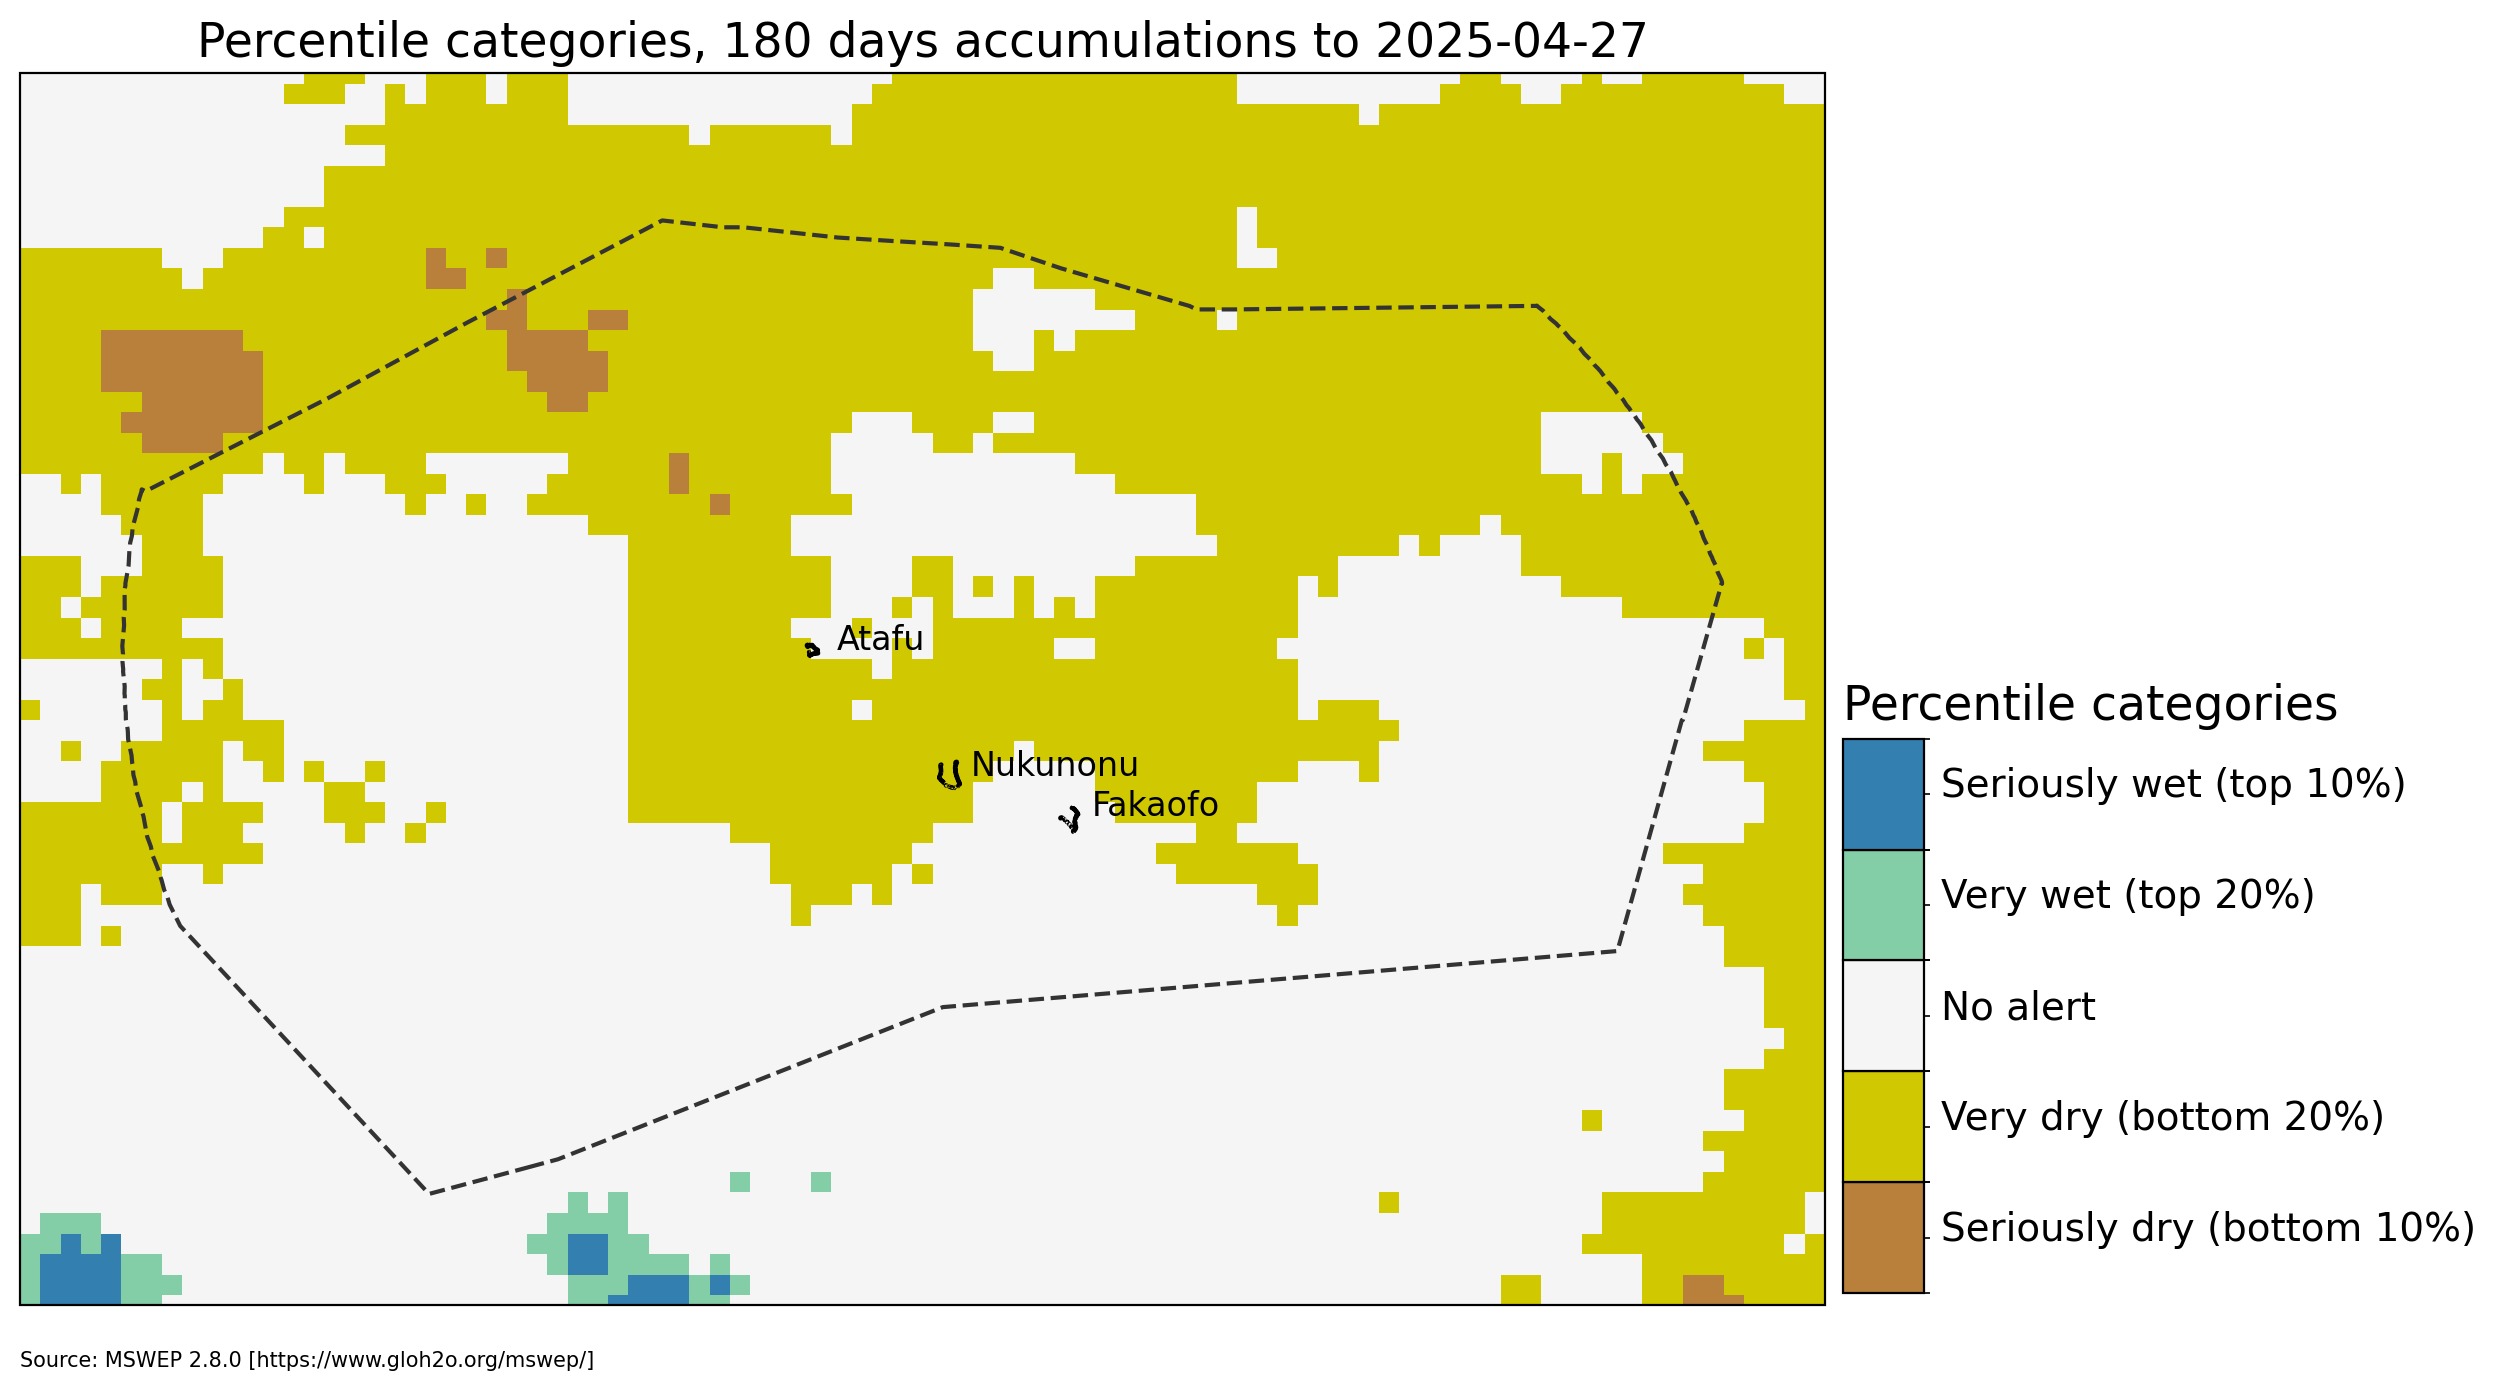 Percentile categories, 180 days accumulations to 2025-04-27
Atafu
Nukunonu
Fakaofo
Percentile categories
Seriously wet (top 10%)
Very wet (top 20%)
No alert
Very dry (bottom 20%)
Seriously dry (bottom 10%)
Source: MSWEP 2.8.0 [https://www.gloh2o.org/mswep/]